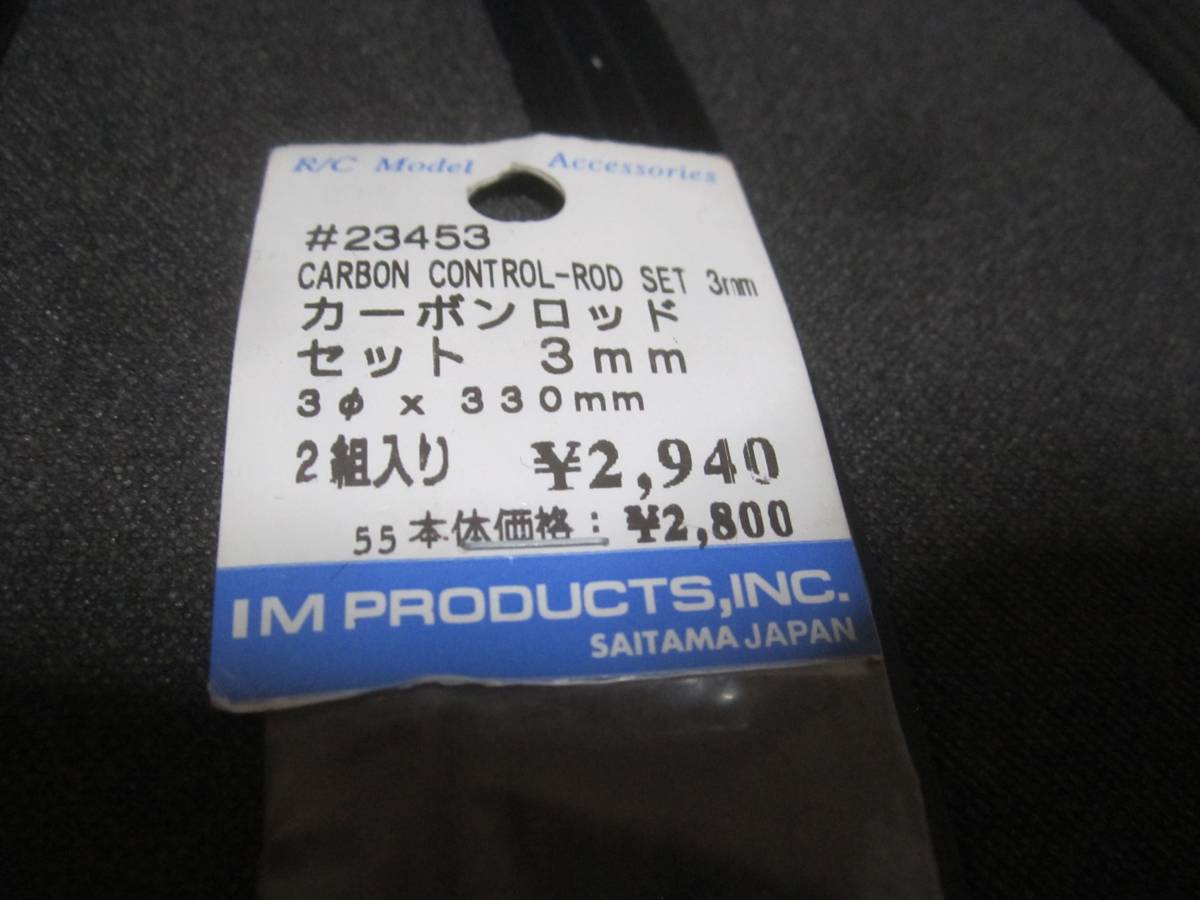 R/C Model Accessories
#23453
CARBON CONTROL-ROD SET 3mm
カーボンロッド
セット 3mm
3φ x 330mm
2組入り ¥2,940
55本体価格: ¥2,800
IM PRODUCTS,INC.
SAITAMA JAPAN